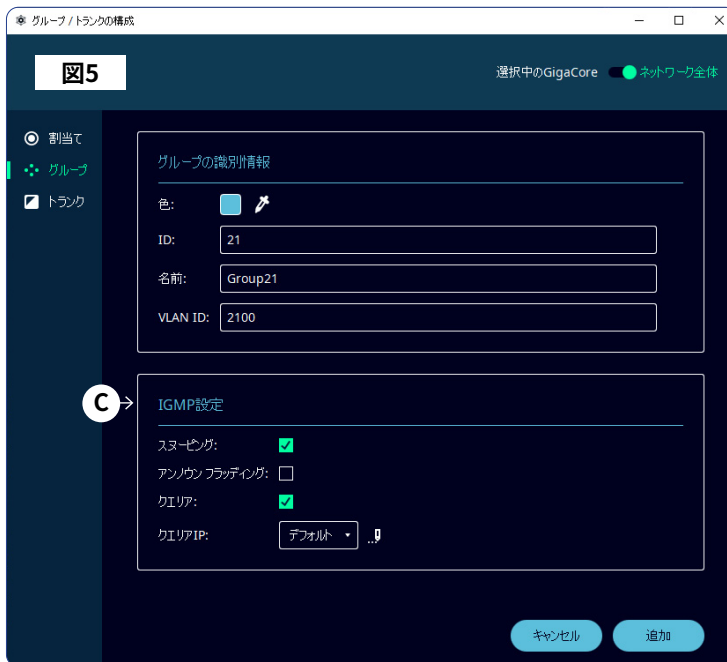 グループ / トランクの構成
図5
選択中のGigaCore ネットワーク全体
割当て
グループ
トランク
グループの識別情報
色:
ID: 21
名前: Group21
VLAN ID: 2100
C
IGMP設定
スヌーピング:
アンノウン フラッディング:
クエリア:
クエリアIP: デフォルト
キャンセル 追加